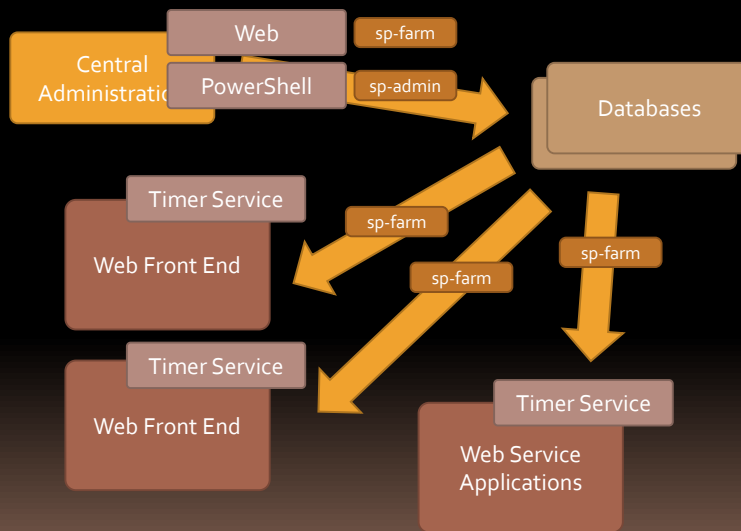 Web
sp-farm
Central
Administration
PowerShell
sp-admin
Databases
Timer Service
sp-farm
Web Front End
sp-farm
sp-farm
Timer Service
Web Front End
Timer Service
Web Service
Applications